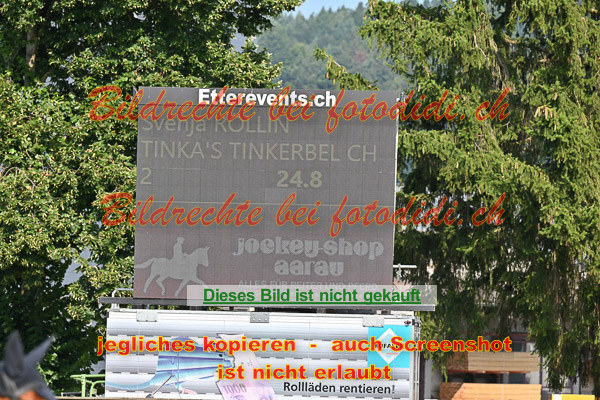 Etterevents.ch
Bildrechte bei fotodidi.ch
Svenja ROLLIN
TINKA'S TINKERBEL CH
2 24.8
Bildrechte bei fotodidi.ch
jockey-shop
aarau
Dieses Bild ist nicht gekauft
jegliches kopieren - auch Screenshot
ist nicht erlaubt
Rollläden rentieren!